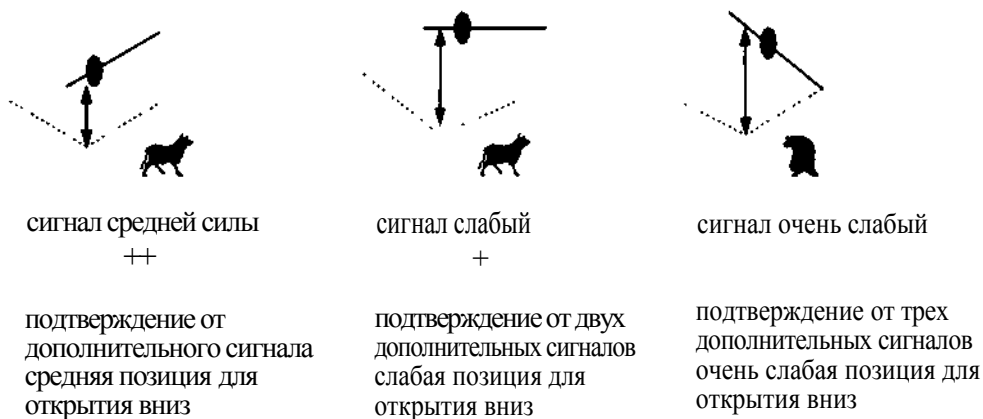 сигнал средней силы
++
подтверждение от
дополнительного сигнала
средняя позиция для
открытия вниз
сигнал слабый
+
подтверждение от двух
дополнительных сигналов
слабая позиция для
открытия вниз
сигнал очень слабый
подтверждение от трех
дополнительных сигналов
очень слабая позиция для
открытия вниз